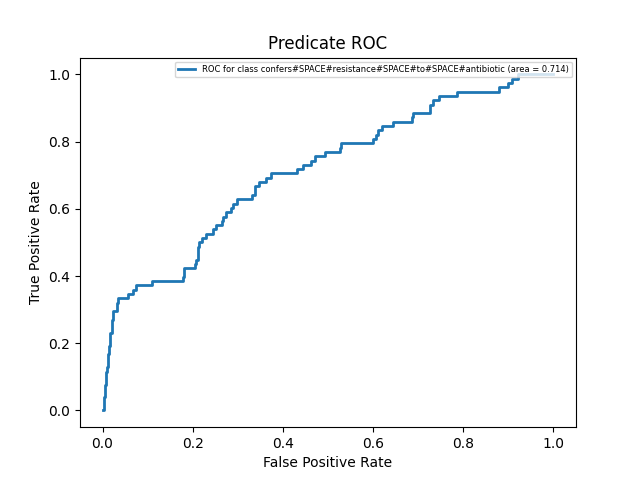 Predicate ROC
ROC for class confers#SPACE#resistance#SPACE#to#SPACE#antibiotic (area = 0.714)
1.0
0.8
0.6
0.4
0.2
0.0
True Positive Rate
0.0 0.2 0.4 0.6 0.8 1.0
False Positive Rate